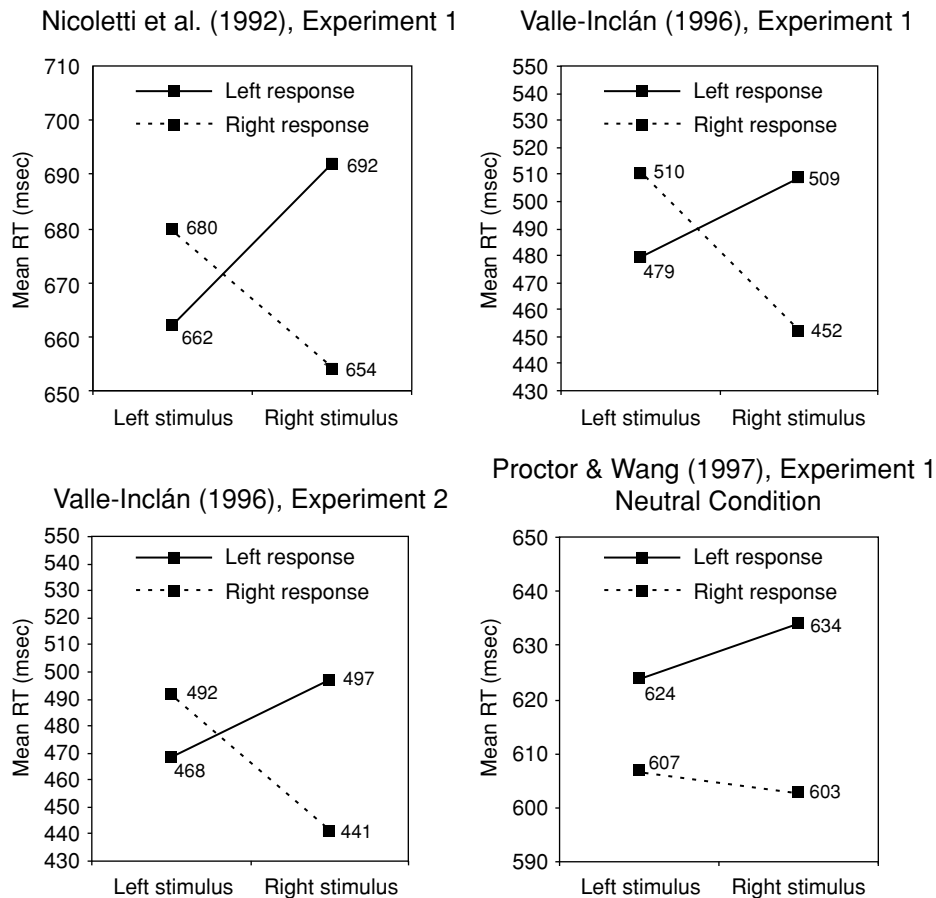 Nicoletti et al. (1992), Experiment 1
710
700
690
680
670
660
650
Mean RT (msec)
Left response
Right response
692
680
662
654
Left stimulus Right stimulus
Valle-Inclán (1996), Experiment 1
550
540
530
520
510
500
490
480
470
460
450
440
430
Mean RT (msec)
Left response
Right response
510
509
479
452
Left stimulus Right stimulus
Valle-Inclán (1996), Experiment 2
550
540
530
520
510
500
490
480
470
460
450
440
430
Mean RT (msec)
Left response
Right response
492
497
468
441
Left stimulus Right stimulus
Proctor & Wang (1997), Experiment 1
Neutral Condition
650
640
630
620
610
600
590
Mean RT (msec)
Left response
Right response
634
624
607
603
Left stimulus Right stimulus